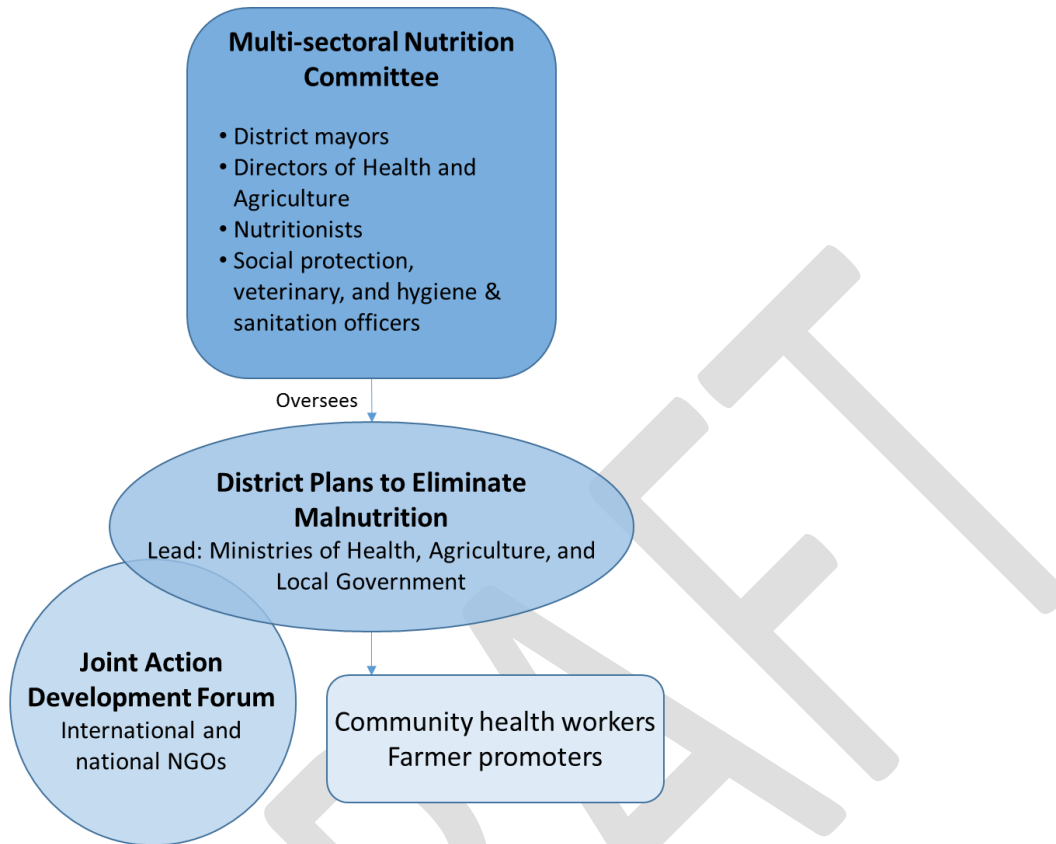 Multi-sectoral Nutrition
Committee
• District mayors
• Directors of Health and
Agriculture
• Nutritionists
• Social protection,
veterinary, and hygiene &
sanitation officers
Oversees
District Plans to Eliminate
Malnutrition
Lead: Ministries of Health, Agriculture, and
Local Government
Joint Action
Development Forum
International and
national NGOs
Community health workers
Farmer promoters